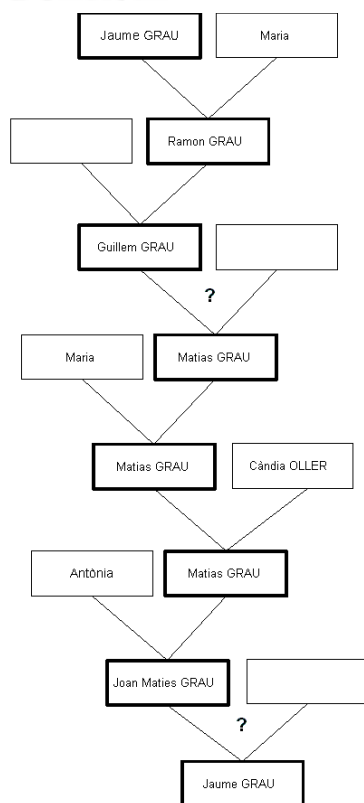 Jaume GRAU
Maria
Ramon GRAU
Guillem GRAU
?
Maria
Matias GRAU
Matias GRAU
Càndia OLLER
Antònia
Matias GRAU
Joan Maties GRAU
?
Jaume GRAU